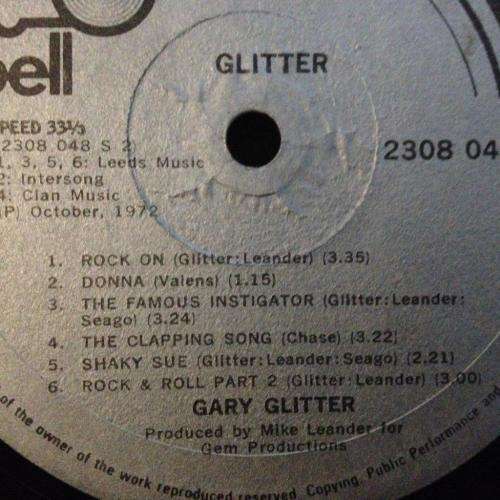 bell
GLITTER
SPEED 33⅓
2308 048 S 2
1, 3, 5, 6: Leeds Music
2: Intersong
4: Clan Music
(P) October, 1972
2308 04
1. ROCK ON (Glitter:Leander) (3.35)
2. DONNA (Valens) (1.15)
3. THE FAMOUS INSTIGATOR (Glitter:Leander:
Seago) (3.24)
4. THE CLAPPING SONG (Chase) (3.22)
5. SHAKY SUE (Glitter:Leander:Seago) (2.21)
6. ROCK & ROLL PART 2 (Glitter:Leander) (3.00)
GARY GLITTER
Produced by Mike Leander for
Gem Productions
of the owner of the work reproduced reserved. Copying, Public Performance and